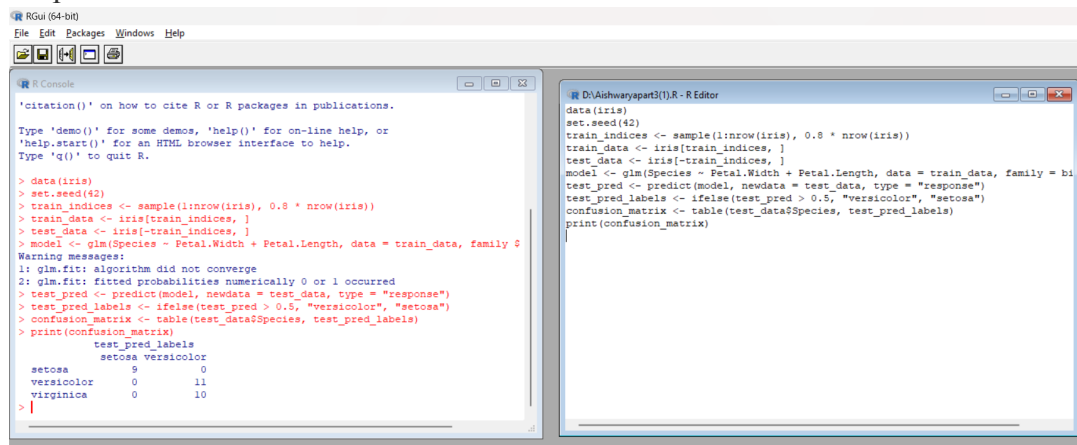 RGui (64-bit)
File Edit Packages Windows Help
R Console
'citation()' on how to cite R or R packages in publications.
Type 'demo()' for some demos, 'help()' for on-line help, or
'help.start()' for an HTML browser interface to help.
Type 'q()' to quit R.
> data(iris)
> set.seed(42)
> train_indices <- sample(1:nrow(iris), 0.8 * nrow(iris))
> train_data <- iris[train_indices, ]
> test_data <- iris[-train_indices, ]
> model <- glm(Species ~ Petal.Width + Petal.Length, data = train_data, family $
Warning messages:
1: glm.fit: algorithm did not converge
2: glm.fit: fitted probabilities numerically 0 or 1 occurred
> test_pred <- predict(model, newdata = test_data, type = "response")
> test_pred_labels <- ifelse(test_pred > 0.5, "versicolor", "setosa")
> confusion_matrix <- table(test_data$Species, test_pred_labels)
> print(confusion_matrix)
test_pred_labels
setosa versicolor
setosa 9 0
versicolor 0 11
virginica 0 10
>
D:\Aishwaryapart3(1).R - R Editor
data(iris)
set.seed(42)
train_indices <- sample(1:nrow(iris), 0.8 * nrow(iris))
train_data <- iris[train_indices, ]
test_data <- iris[-train_indices, ]
model <- glm(Species ~ Petal.Width + Petal.Length, data = train_data, family = bi
test_pred <- predict(model, newdata = test_data, type = "response")
test_pred_labels <- ifelse(test_pred > 0.5, "versicolor", "setosa")
confusion_matrix <- table(test_data$Species, test_pred_labels)
print(confusion_matrix)